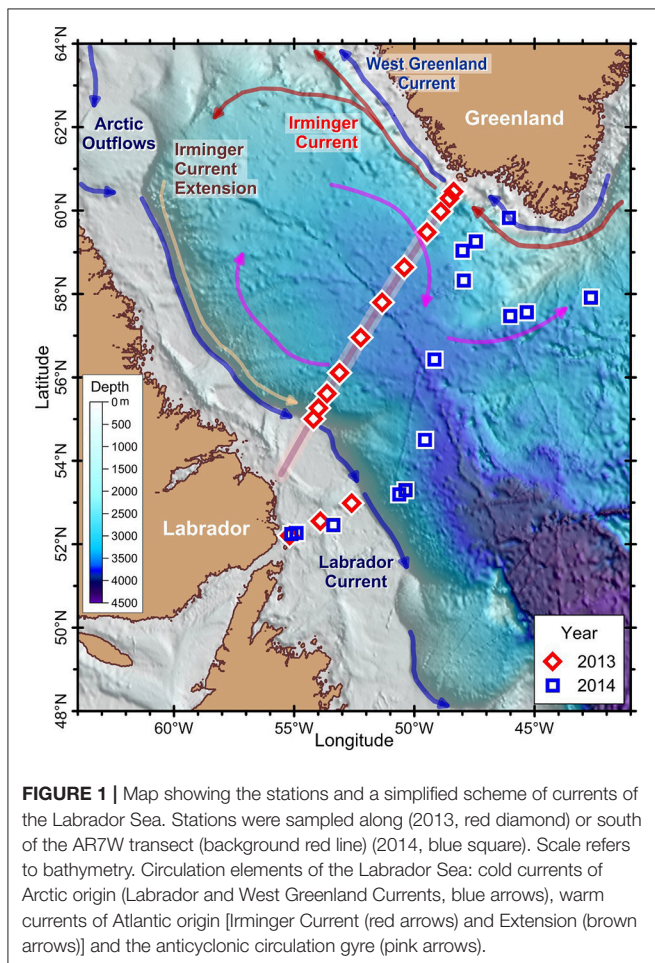 64°N
62°N
60°N
58°N
56°N
54°N
52°N
50°N
48°N
Latitude
West Greenland
Current
Greenland
Arctic
Outflows
Irminger
Current
Irminger
Current
Extension
Depth
0 m
500
1000
1500
2000
2500
3000
3500
4000
4500
Labrador
Labrador
Current
Year
2013
2014
60°W
55°W
50°W
45°W
Longitude
FIGURE 1 | Map showing the stations and a simplified scheme of currents of
the Labrador Sea. Stations were sampled along (2013, red diamond) or south
of the AR7W transect (background red line) (2014, blue square). Scale refers
to bathymetry. Circulation elements of the Labrador Sea: cold currents of
Arctic origin (Labrador and West Greenland Currents, blue arrows), warm
currents of Atlantic origin [Irminger Current (red arrows) and Extension (brown
arrows)] and the anticyclonic circulation gyre (pink arrows).